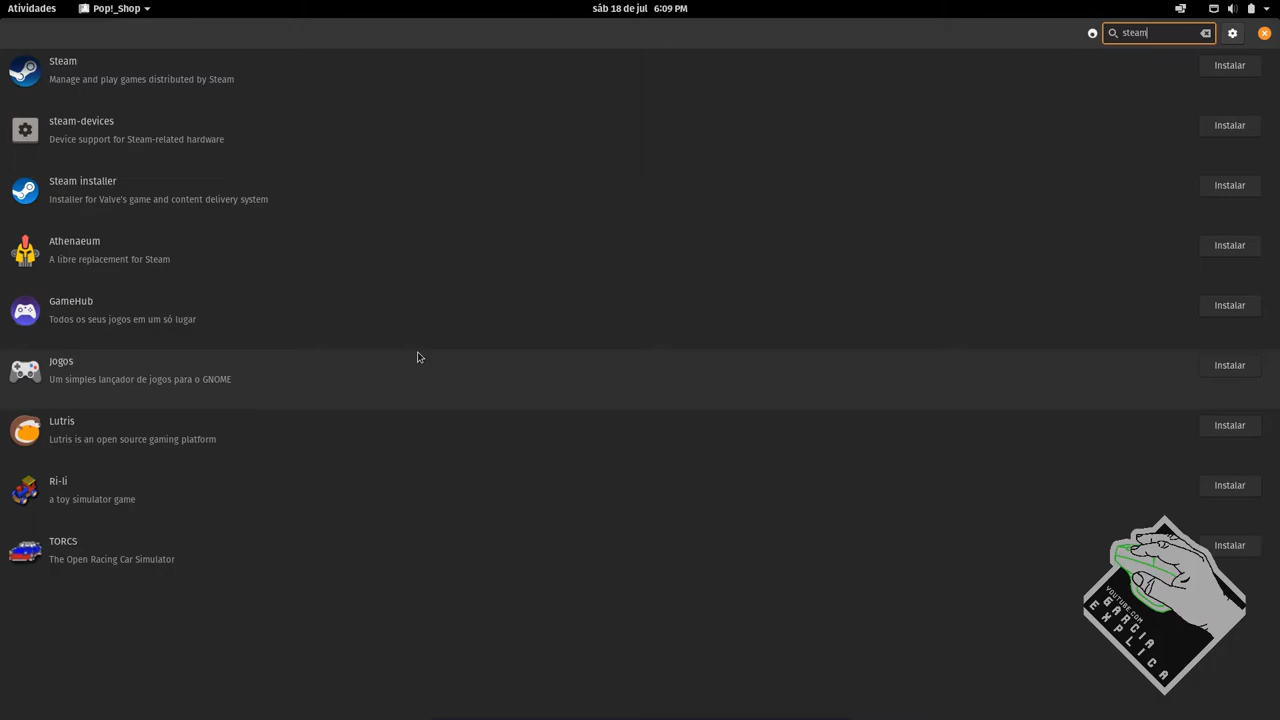 Atividades
Pop!_Shop
sáb 18 de jul 6:09 PM
steam
Steam
Manage and play games distributed by Steam
Instalar
steam-devices
Device support for Steam-related hardware
Instalar
Steam installer
Installer for Valve's game and content delivery system
Instalar
Athenaeum
A libre replacement for Steam
Instalar
GameHub
Todos os seus jogos em um só lugar
Instalar
Jogos
Um simples lançador de jogos para o GNOME
Instalar
Lutris
Lutris is an open source gaming platform
Instalar
Ri-li
a toy simulator game
Instalar
TORCS
The Open Racing Car Simulator
Instalar
YOUTUBE.COM
GARCIA
EXPLICA